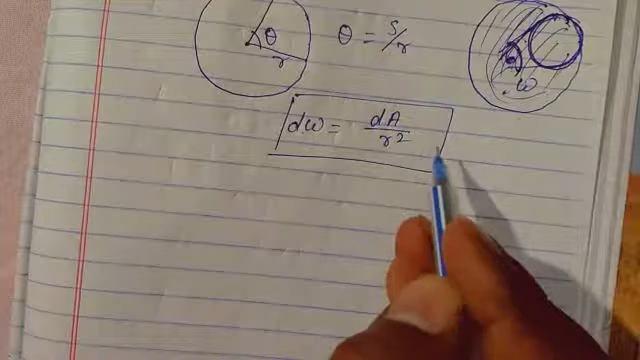 θ
r
θ = s/r
ω
dω = dA/r²